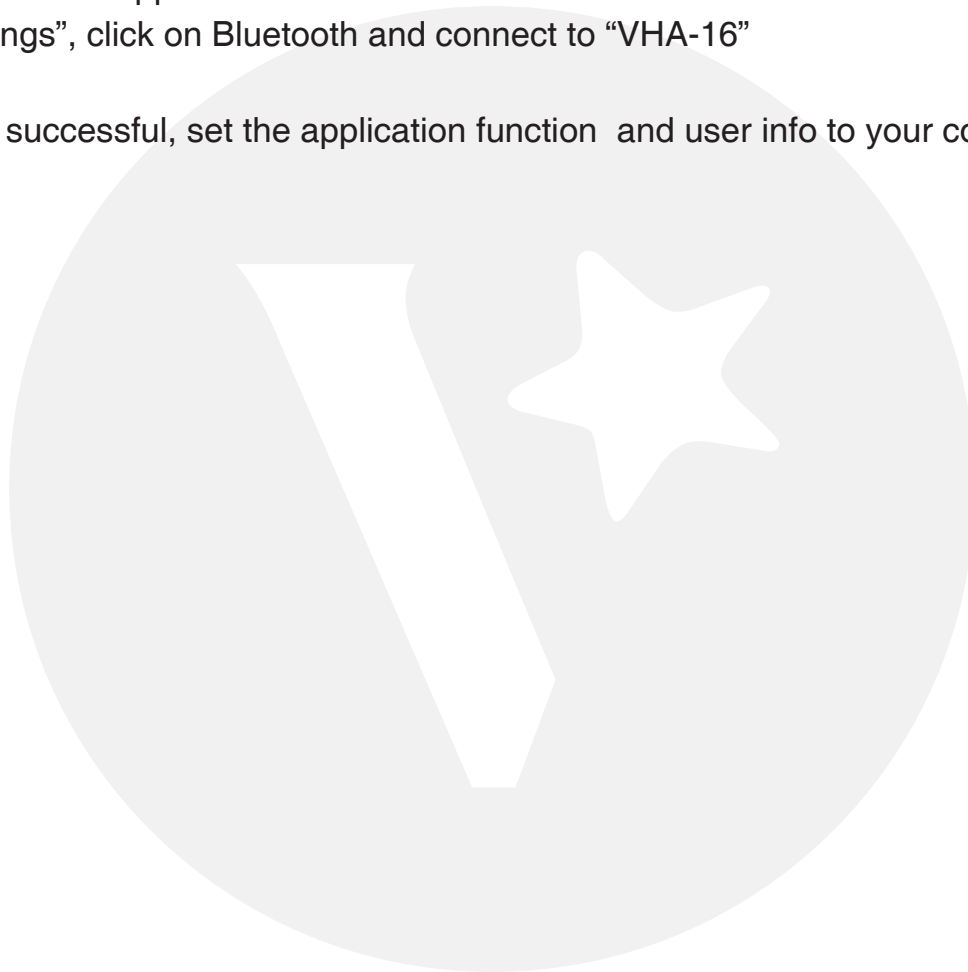 ngs”, click on Bluetooth and connect to “VHA-16”
successful, set the application function  and user info to your co